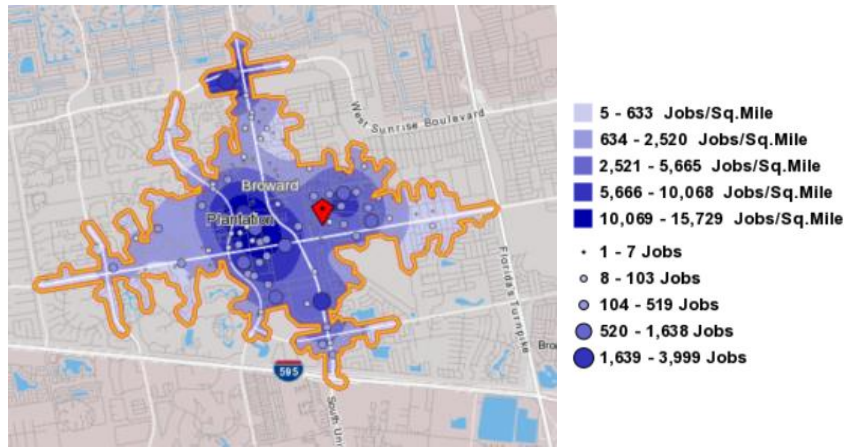 West Sunrise Boulevard
Broward
Plantation
Florida's Turnpike
595
South Un
Bro
5 - 633 Jobs/Sq.Mile
634 - 2,520 Jobs/Sq.Mile
2,521 - 5,665 Jobs/Sq.Mile
5,666 - 10,068 Jobs/Sq.Mile
10,069 - 15,729 Jobs/Sq.Mile
1 - 7 Jobs
8 - 103 Jobs
104 - 519 Jobs
520 - 1,638 Jobs
1,639 - 3,999 Jobs